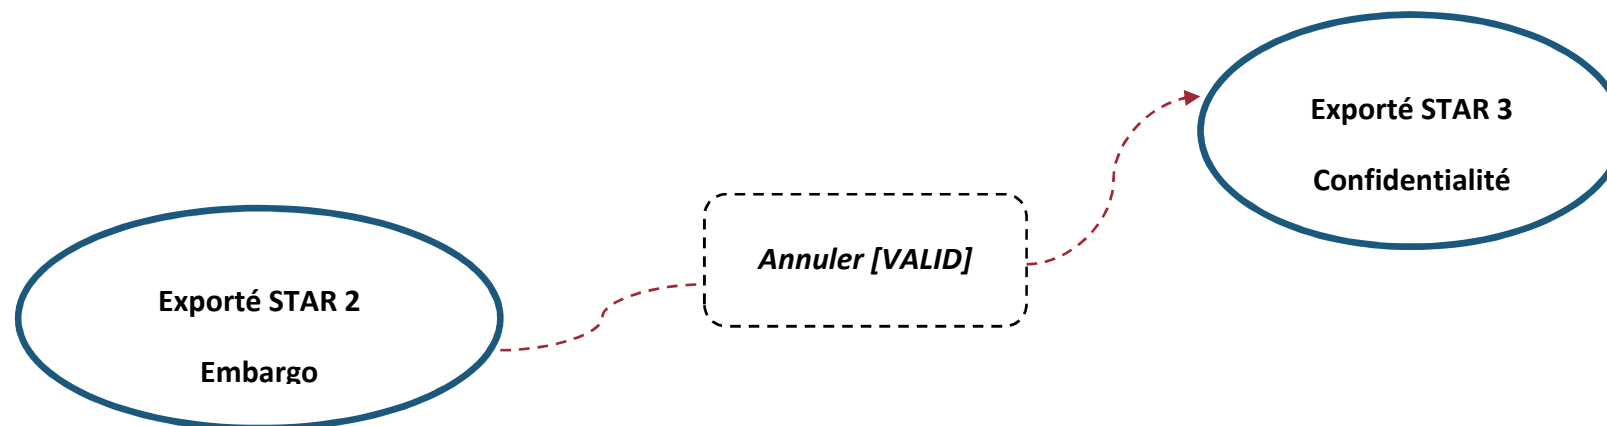 Exporté STAR 3
Confidentialité
Annuler [VALID]
Exporté STAR 2
Embargo